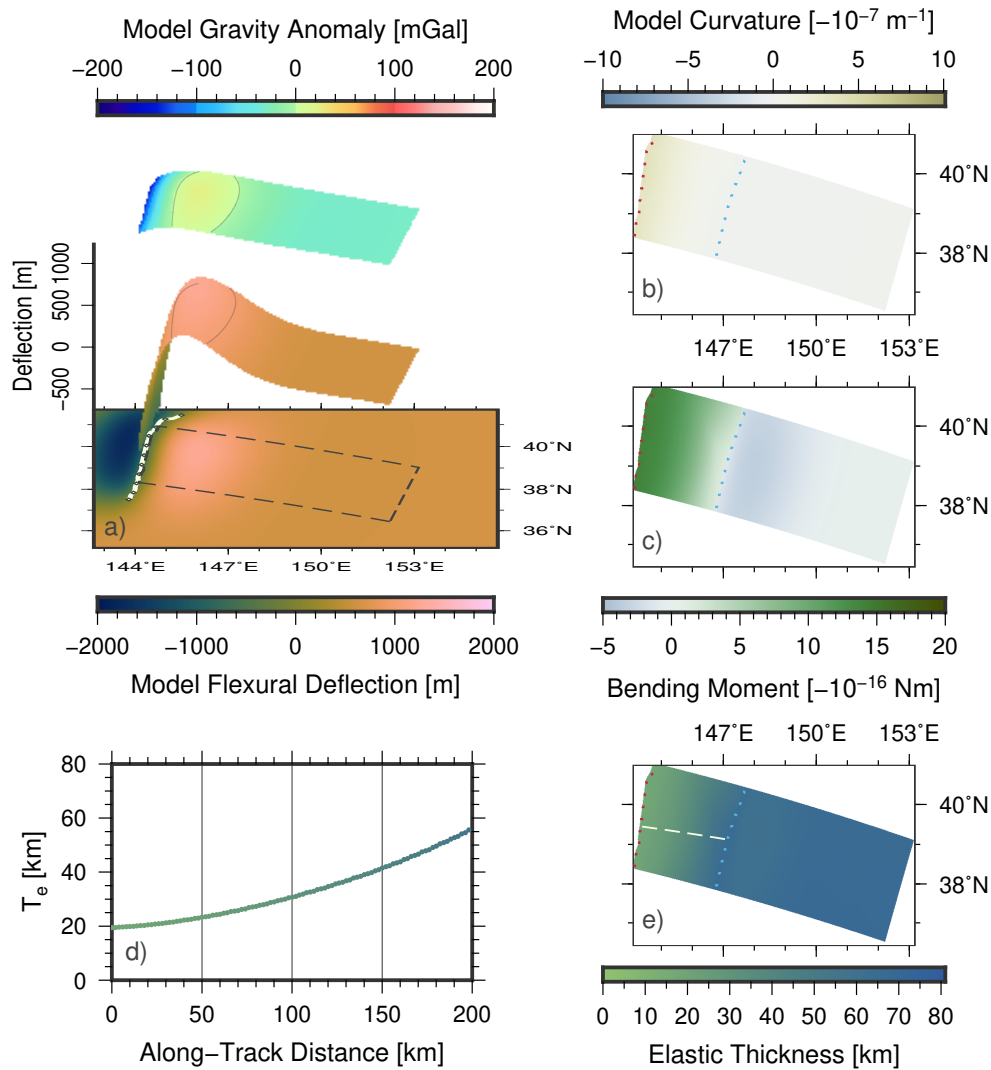 Model Gravity Anomaly [mGal]
−200 −100 0 100 200
Deflection [m]
1000
500
0
−500
40˚N
38˚N
36˚N
a)
144˚E 147˚E 150˚E 153˚E
−2000 −1000 0 1000 2000
Model Flexural Deflection [m]
Model Curvature [−10⁻⁷ m⁻¹]
−10 −5 0 5 10
40˚N
38˚N
b)
147˚E 150˚E 153˚E
40˚N
38˚N
c)
−5 0 5 10 15 20
Bending Moment [−10⁻¹⁶ Nm]
80
60
40
20
0
Tₑ [km]
d)
0 50 100 150 200
Along−Track Distance [km]
147˚E 150˚E 153˚E
40˚N
38˚N
e)
0 10 20 30 40 50 60 70 80
Elastic Thickness [km]